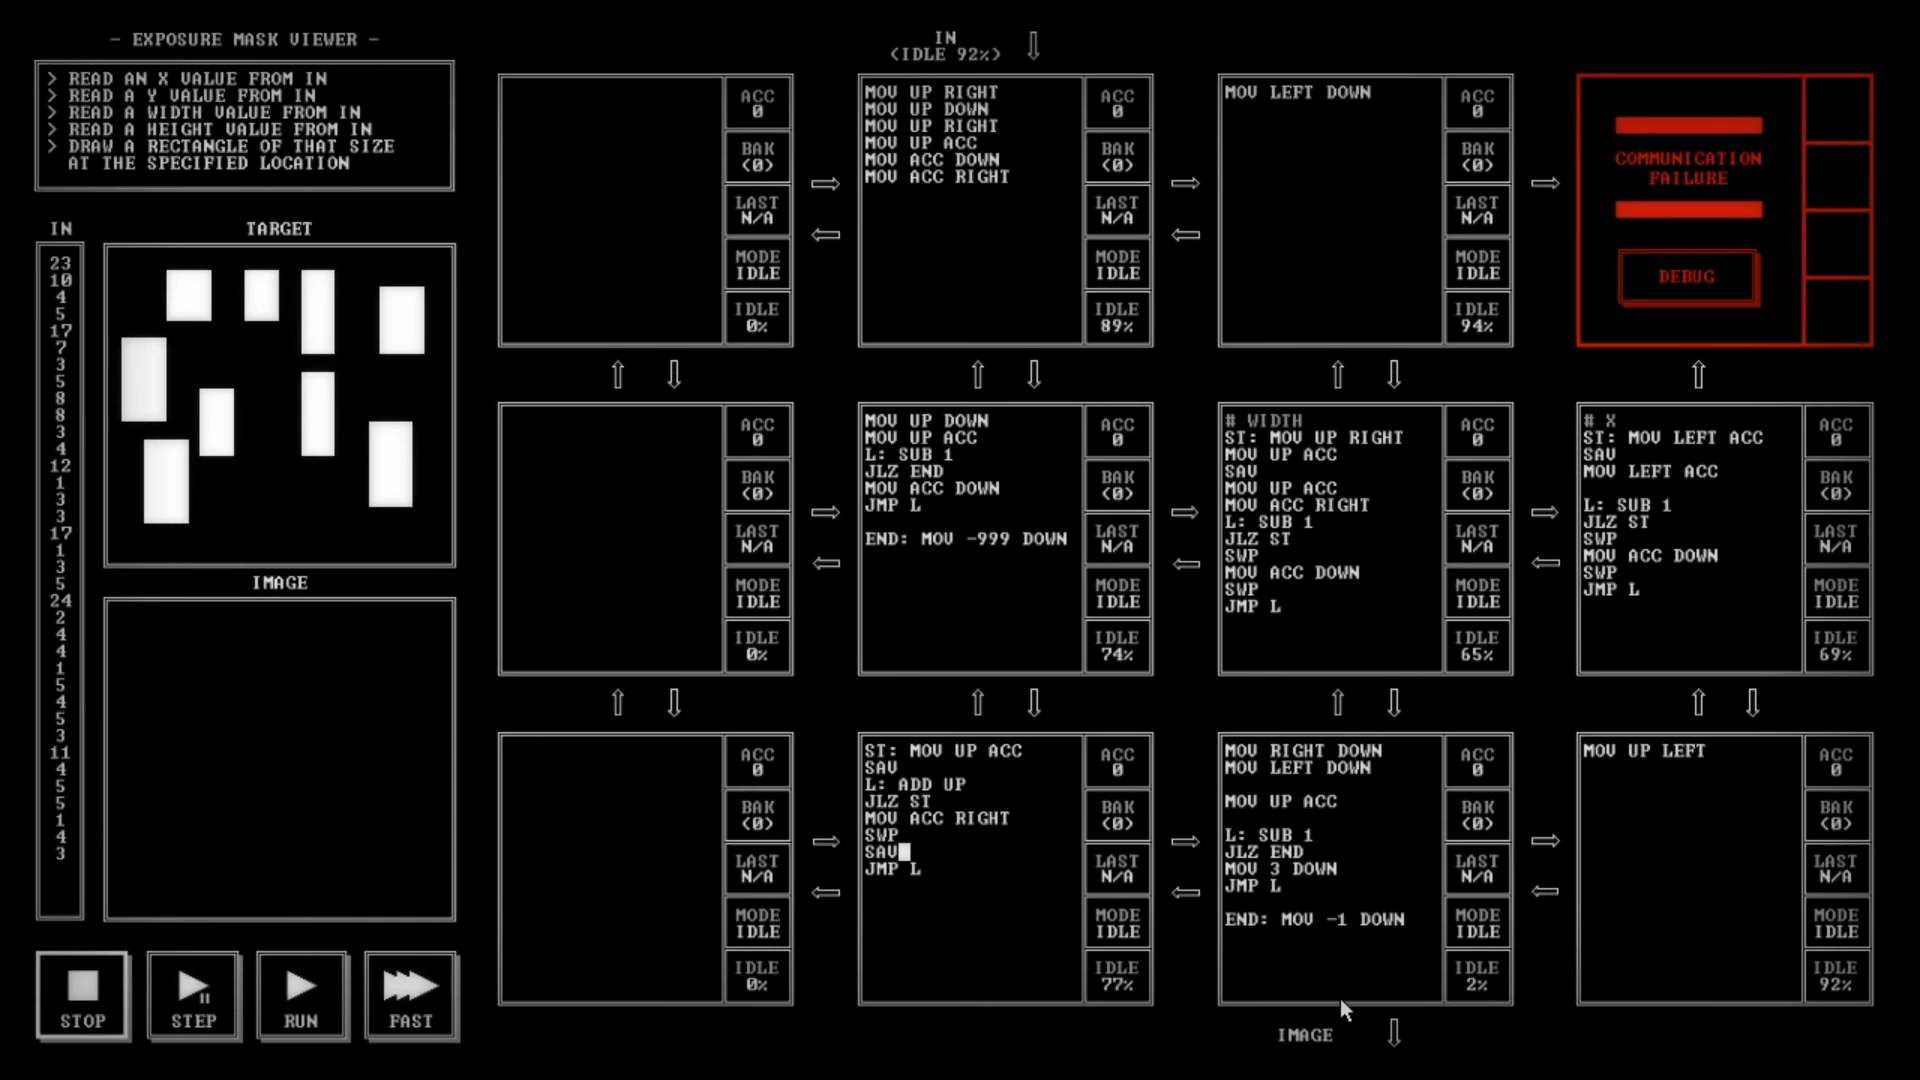 - EXPOSURE MASK VIEWER -
> READ AN X VALUE FROM IN
> READ A Y VALUE FROM IN
> READ A WIDTH VALUE FROM IN
> READ A HEIGHT VALUE FROM IN
> DRAW A RECTANGLE OF THAT SIZE
AT THE SPECIFIED LOCATION
IN
TARGET
23
10
4
5
17
7
3
5
8
8
3
4
12
1
3
3
17
1
3
5
24
2
4
4
1
5
4
5
3
11
4
5
5
1
4
3
IMAGE
STOP
STEP
RUN
FAST
IN
(IDLE 92%)
ACC
0
BAK
(0)
LAST
N/A
MODE
IDLE
IDLE
0%
MOV UP RIGHT
MOV UP DOWN
MOV UP RIGHT
MOV UP ACC
MOV ACC DOWN
MOV ACC RIGHT
ACC
0
BAK
(0)
LAST
N/A
MODE
IDLE
IDLE
89%
MOV LEFT DOWN
ACC
0
BAK
(0)
LAST
N/A
MODE
IDLE
IDLE
94%
COMMUNICATION
FAILURE
DEBUG
ACC
0
BAK
(0)
LAST
N/A
MODE
IDLE
IDLE
0%
MOV UP DOWN
MOV UP ACC
L: SUB 1
JLZ END
MOV ACC DOWN
JMP L
END: MOV -999 DOWN
ACC
0
BAK
(0)
LAST
N/A
MODE
IDLE
IDLE
74%
# WIDTH
ST: MOV UP RIGHT
MOV UP ACC
SAV
MOV UP ACC
MOV ACC RIGHT
L: SUB 1
JLZ ST
SWP
MOV ACC DOWN
SWP
JMP L
ACC
0
BAK
(0)
LAST
N/A
MODE
IDLE
IDLE
65%
# X
ST: MOV LEFT ACC
SAV
MOV LEFT ACC
L: SUB 1
JLZ ST
SWP
MOV ACC DOWN
SWP
JMP L
ACC
0
BAK
(0)
LAST
N/A
MODE
IDLE
IDLE
69%
ACC
0
BAK
(0)
LAST
N/A
MODE
IDLE
IDLE
0%
ST: MOV UP ACC
SAV
L: ADD UP
JLZ ST
MOV ACC RIGHT
SWP
SAV
JMP L
ACC
0
BAK
(0)
LAST
N/A
MODE
IDLE
IDLE
77%
MOV RIGHT DOWN
MOV LEFT DOWN
MOV UP ACC
L: SUB 1
JLZ END
MOV 3 DOWN
JMP L
END: MOV -1 DOWN
ACC
0
BAK
(0)
LAST
N/A
MODE
IDLE
IDLE
2%
MOV UP LEFT
ACC
0
BAK
(0)
LAST
N/A
MODE
IDLE
IDLE
92%
IMAGE